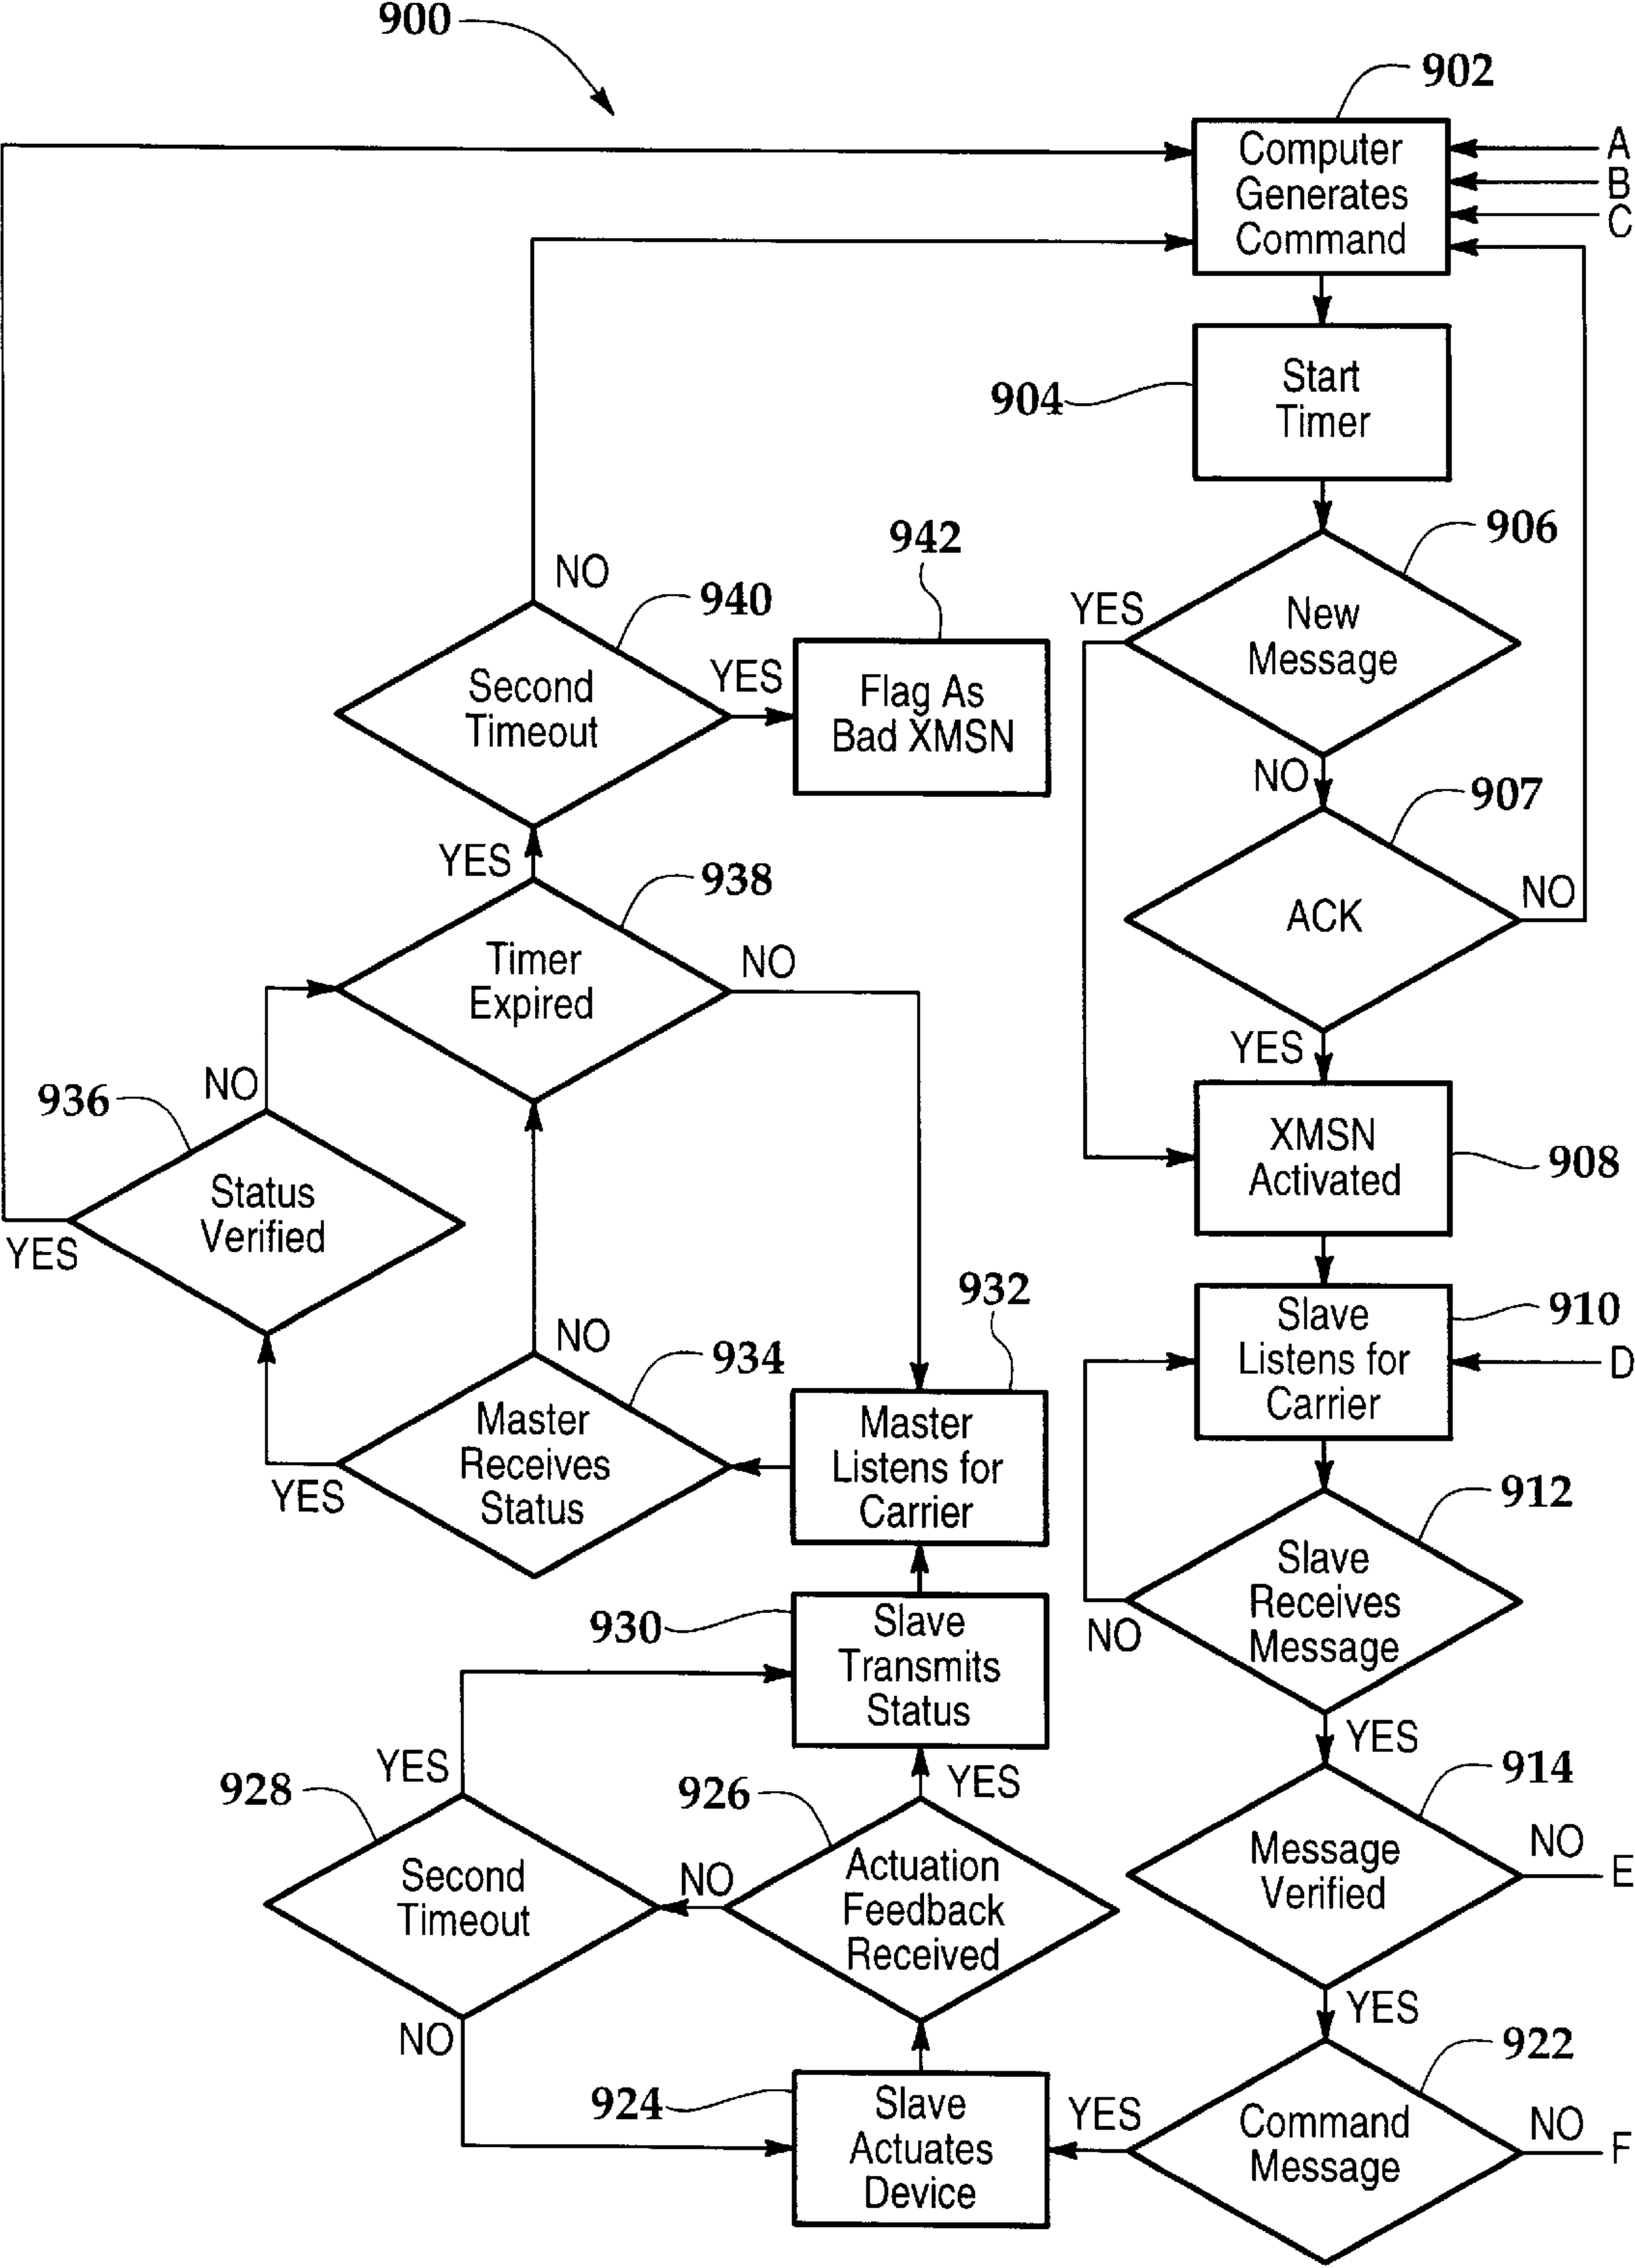 900
902
Computer
Generates
Command
A
B
C
904
Start
Timer
906
New
Message
YES
NO
907
ACK
NO
YES
XMSN
Activated
908
910
Slave
Listens for
Carrier
D
912
Slave
Receives
Message
NO
YES
914
Message
Verified
NO
E
YES
922
Command
Message
NO
F
YES
924
Slave
Actuates
Device
926
Actuation
Feedback
Received
YES
NO
928
Second
Timeout
YES
NO
930
Slave
Transmits
Status
932
Master
Listens for
Carrier
934
Master
Receives
Status
NO
YES
936
Status
Verified
NO
YES
938
Timer
Expired
NO
YES
940
Second
Timeout
NO
YES
942
Flag As
Bad XMSN